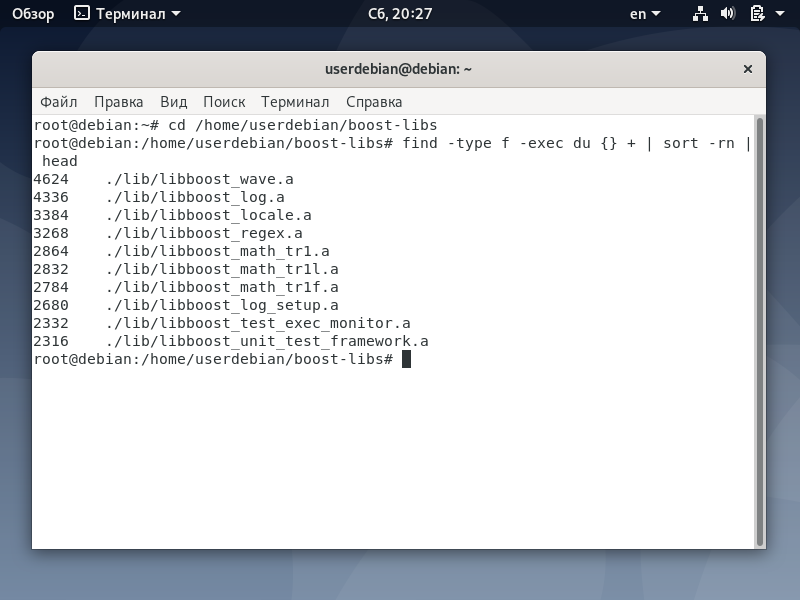 Обзор Терминал Сб, 20:27 en
userdebian@debian: ~ ×
Файл Правка Вид Поиск Терминал Справка
root@debian:~# cd /home/userdebian/boost-libs
root@debian:/home/userdebian/boost-libs# find -type f -exec du {} + | sort -rn |
 head
4624    ./lib/libboost_wave.a
4336    ./lib/libboost_log.a
3384    ./lib/libboost_locale.a
3268    ./lib/libboost_regex.a
2864    ./lib/libboost_math_tr1.a
2832    ./lib/libboost_math_tr1l.a
2784    ./lib/libboost_math_tr1f.a
2680    ./lib/libboost_log_setup.a
2332    ./lib/libboost_test_exec_monitor.a
2316    ./lib/libboost_unit_test_framework.a
root@debian:/home/userdebian/boost-libs#